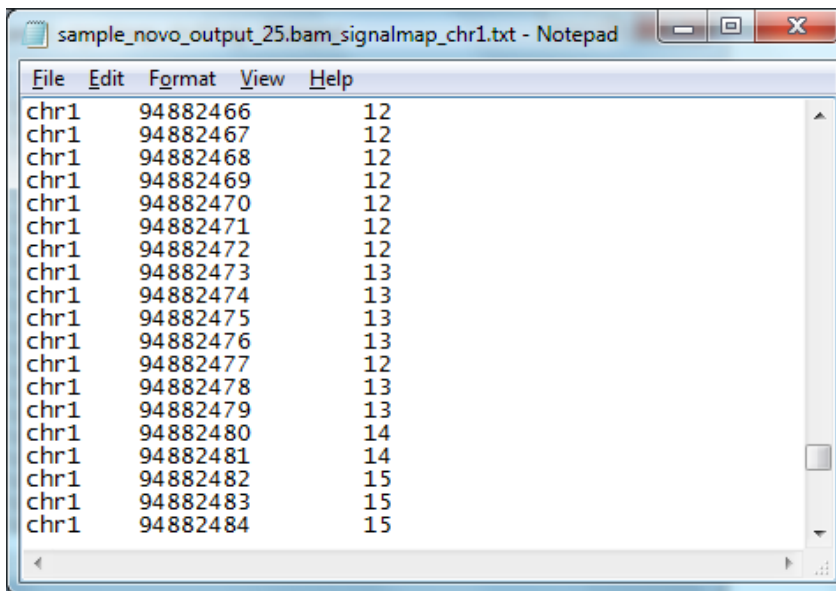 sample_novo_output_25.bam_signalmap_chr1.txt - Notepad
File Edit Format View Help
chr1 94882466 12
chr1 94882467 12
chr1 94882468 12
chr1 94882469 12
chr1 94882470 12
chr1 94882471 12
chr1 94882472 12
chr1 94882473 13
chr1 94882474 13
chr1 94882475 13
chr1 94882476 13
chr1 94882477 12
chr1 94882478 13
chr1 94882479 13
chr1 94882480 14
chr1 94882481 14
chr1 94882482 15
chr1 94882483 15
chr1 94882484 15